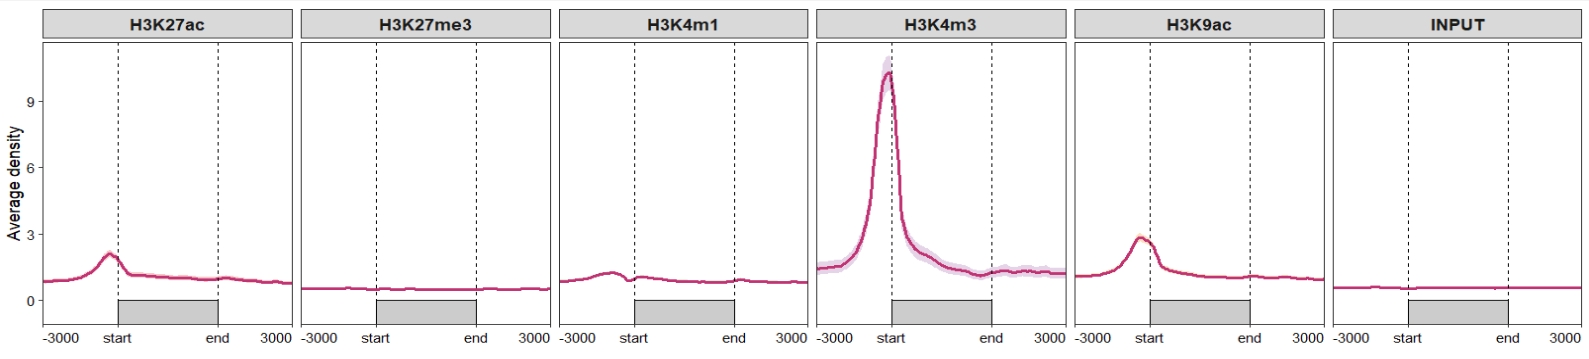 H3K27ac H3K27me3 H3K4m1 H3K4m3 H3K9ac INPUT
Average density
9
6
3
0
-3000 start end 3000 -3000 start end 3000 -3000 start end 3000 -3000 start end 3000 -3000 start end 3000 -3000 start end 3000